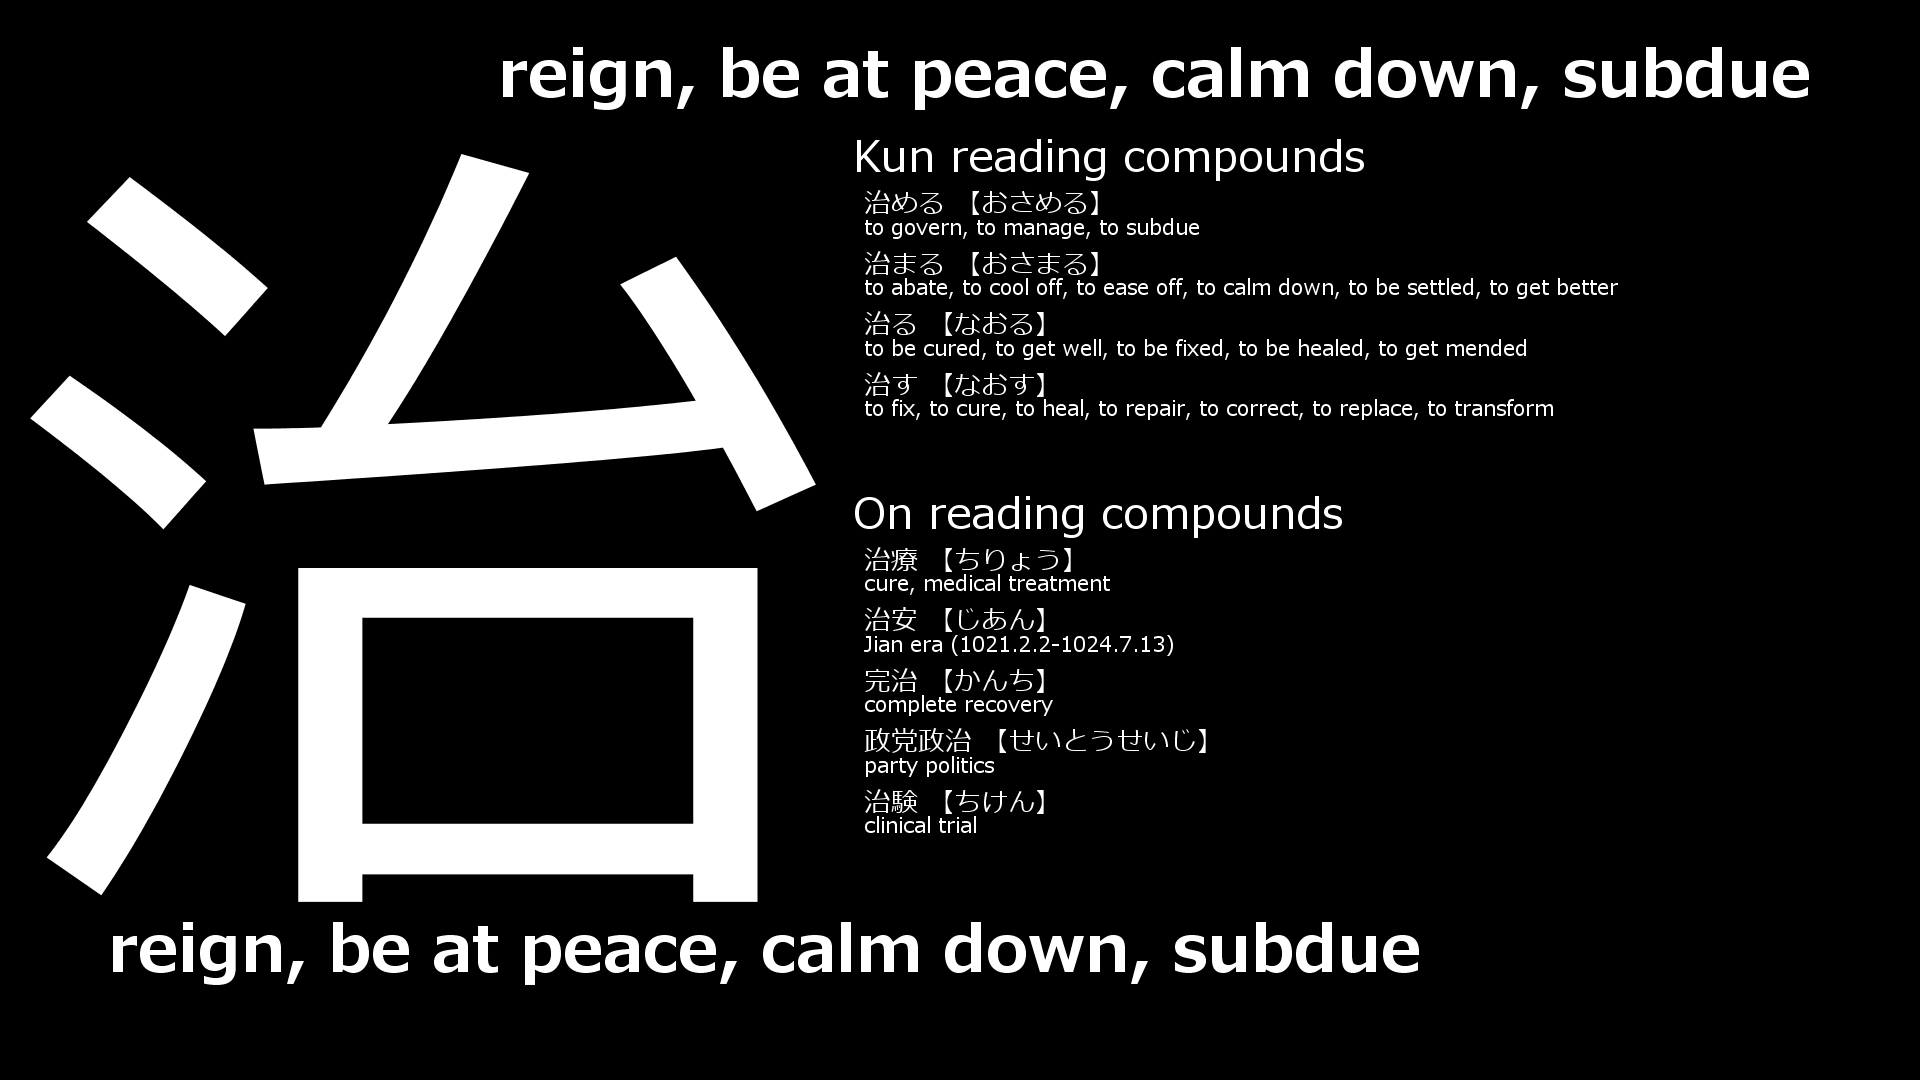 reign, be at peace, calm down, subdue
治
Kun reading compounds
治める 【おさめる】
to govern, to manage, to subdue
治まる 【おさまる】
to abate, to cool off, to ease off, to calm down, to be settled, to get better
治る 【なおる】
to be cured, to get well, to be fixed, to be healed, to get mended
治す 【なおす】
to fix, to cure, to heal, to repair, to correct, to replace, to transform
On reading compounds
治療 【ちりょう】
cure, medical treatment
治安 【じあん】
Jian era (1021.2.2-1024.7.13)
完治 【かんち】
complete recovery
政党政治 【せいとうせいじ】
party politics
治験 【ちけん】
clinical trial
reign, be at peace, calm down, subdue